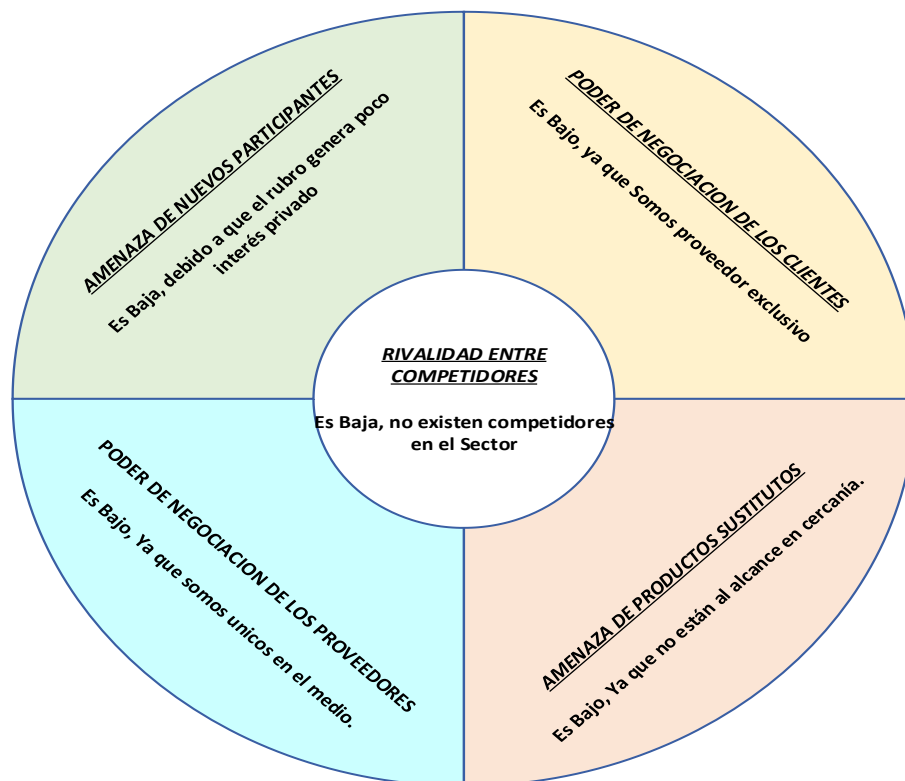 AMENAZA DE NUEVOS PARTICIPANTES
Es Baja, debido a que el rubro genera poco
interés privado
PODER DE NEGOCIACION DE LOS CLIENTES
Es Bajo, ya que Somos proveedor exclusivo
RIVALIDAD ENTRE
COMPETIDORES
Es Baja, no existen competidores
en el Sector
PODER DE NEGOCIACION DE LOS PROVEEDORES
Es Bajo, Ya que somos unicos en el medio.
AMENAZA DE PRODUCTOS SUSTITUTOS
Es Bajo, Ya que no están al alcance en cercanía.